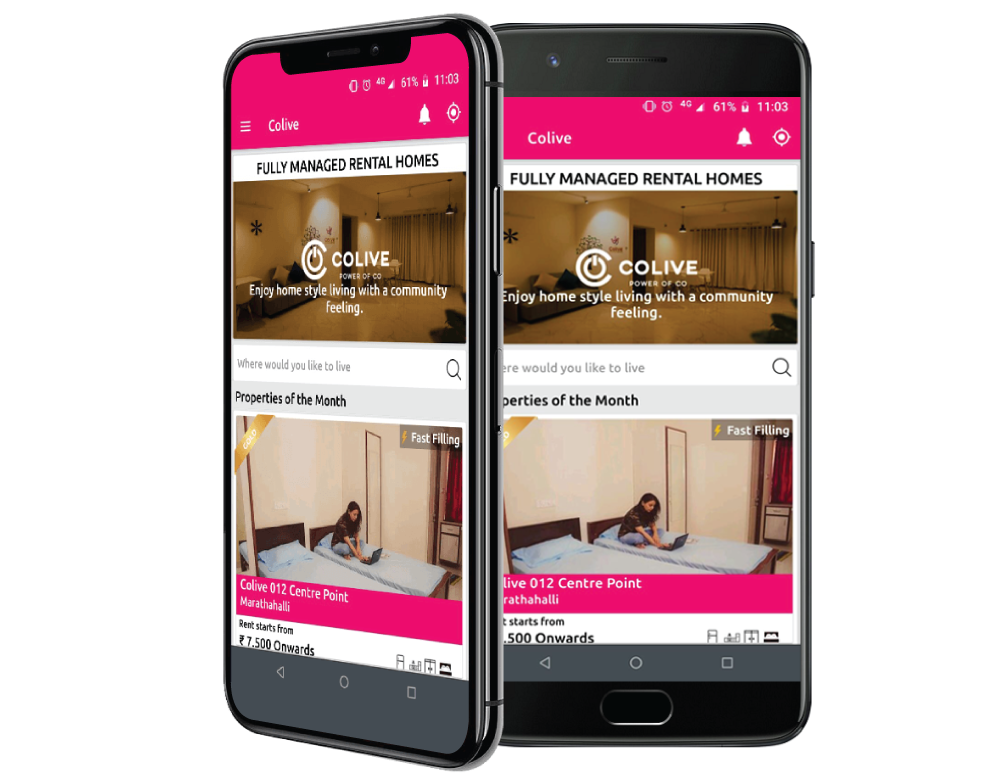 4G 61% 11:03
Colive
FULLY MANAGED RENTAL HOMES
COLIVE
POWER OF CO
Enjoy home style living with a community
feeling.
Where would you like to live
Properties of the Month
GOLD
Fast Filling
Colive 012 Centre Point
Marathahalli
Rent starts from
₹ 7,500 Onwards
4G 61% 11:03
Colive
FULLY MANAGED RENTAL HOMES
COLIVE
POWER OF CO
Enjoy home style living with a community
feeling.
ere would you like to live
perties of the Month
Fast Filling
live 012 Centre Point
rathahalli
t starts from
.500 Onwards